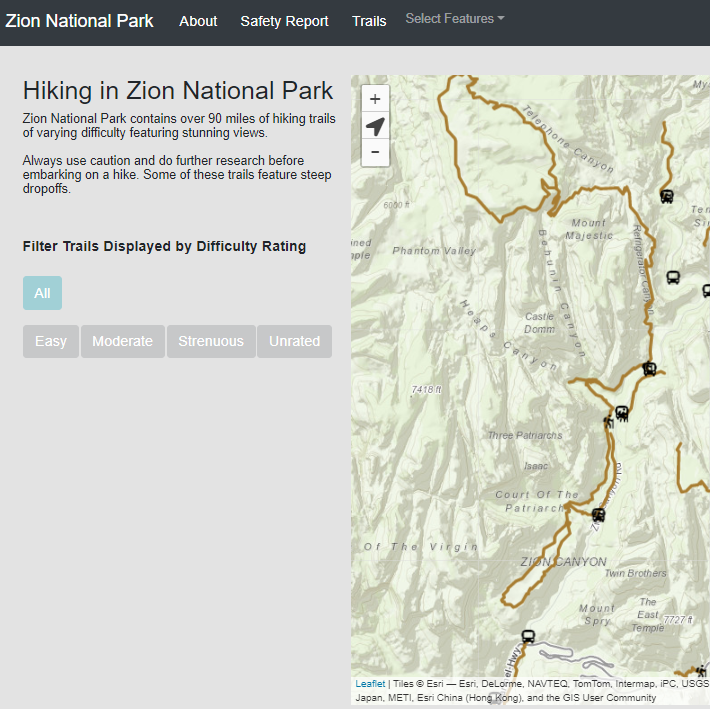 Zion National Park About Safety Report Trails Select Features
Hiking in Zion National Park
Zion National Park contains over 90 miles of hiking trails
of varying difficulty featuring stunning views.
Always use caution and do further research before
embarking on a hike. Some of these trails feature steep
dropoffs.
Filter Trails Displayed by Difficulty Rating
All
Easy Moderate Strenuous Unrated
+
-
Telephone Canyon
6000 ft
Mount
Majestic
Phantom Valley
Behunin Canyon
Refrigerator Canyon
Heaps Canyon
Castle
Domm
7418 ft
Three Patriarchs
Isaac
Court Of The
Patriarch
Of The Virgin
ZION CANYON
Twin Brothers
Mount
Spry
The
East
Temple
7727 ft
Leaflet | Tiles © Esri — Esri, DeLorme, NAVTEQ, TomTom, Intermap, iPC, USGS
Japan, METI, Esri China (Hong Kong), and the GIS User Community